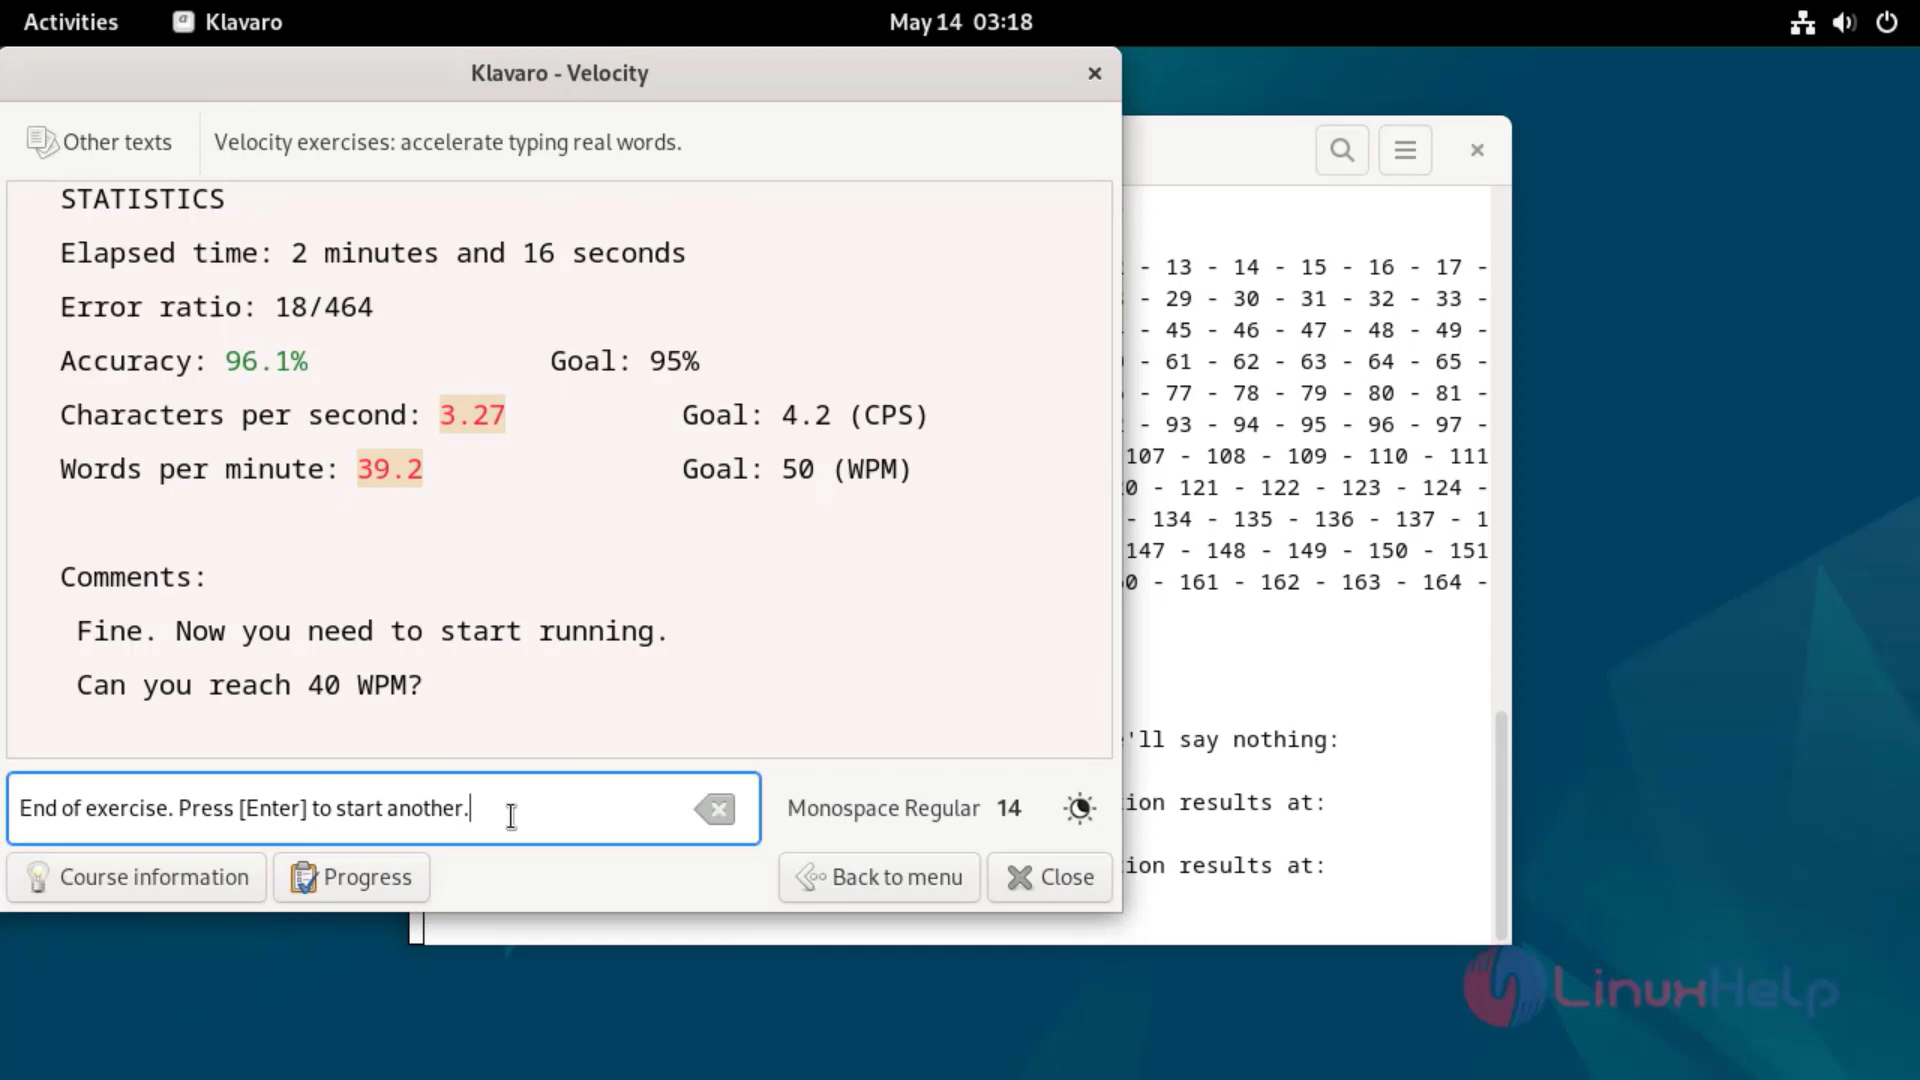 Activities Klavaro May 14 03:18
Klavaro - Velocity
Other texts Velocity exercises: accelerate typing real words.
STATISTICS
Elapsed time: 2 minutes and 16 seconds
Error ratio: 18/464
Accuracy: 96.1% Goal: 95%
Characters per second: 3.27 Goal: 4.2 (CPS)
Words per minute: 39.2 Goal: 50 (WPM)
Comments:
Fine. Now you need to start running.
Can you reach 40 WPM?
End of exercise. Press [Enter] to start another. Monospace Regular 14
Course information Progress Back to menu Close
- 13 - 14 - 15 - 16 - 17 -
- 29 - 30 - 31 - 32 - 33 -
- 45 - 46 - 47 - 48 - 49 -
- 61 - 62 - 63 - 64 - 65 -
- 77 - 78 - 79 - 80 - 81 -
- 93 - 94 - 95 - 96 - 97 -
107 - 108 - 109 - 110 - 111
0 - 121 - 122 - 123 - 124 -
- 134 - 135 - 136 - 137 - 1
147 - 148 - 149 - 150 - 151
0 - 161 - 162 - 163 - 164 -
'll say nothing:
ion results at:
ion results at:
LinuxHelp